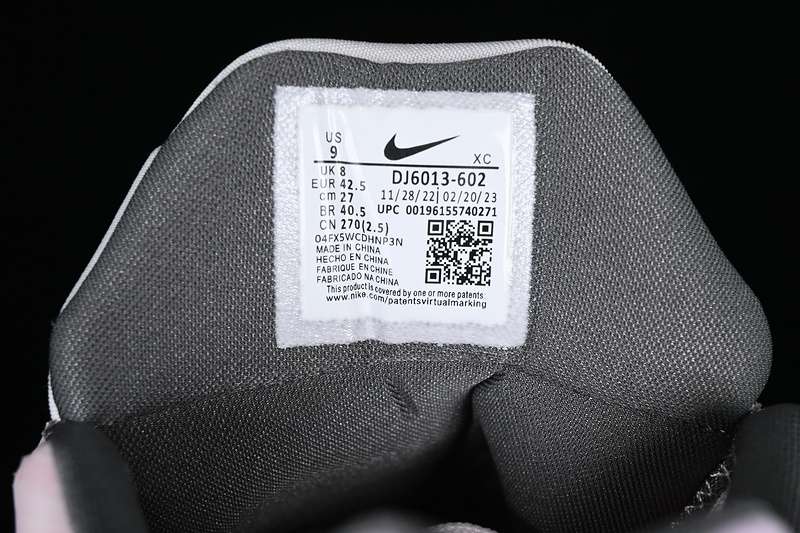 US
9
XC
UK 8
EUR 42.5
cm 27
BR 40.5
CN 270(2.5)
DJ6013-602
11/28/22| 02/20/23
UPC 00196155740271
04FX5WCDHNP3N
MADE IN CHINA
HECHO EN CHINA
FABRIQUE EN CHINE
FABRICADO NA CHINA
This product is covered by one or more patents
www.nike.com/patentsvirtualmarking